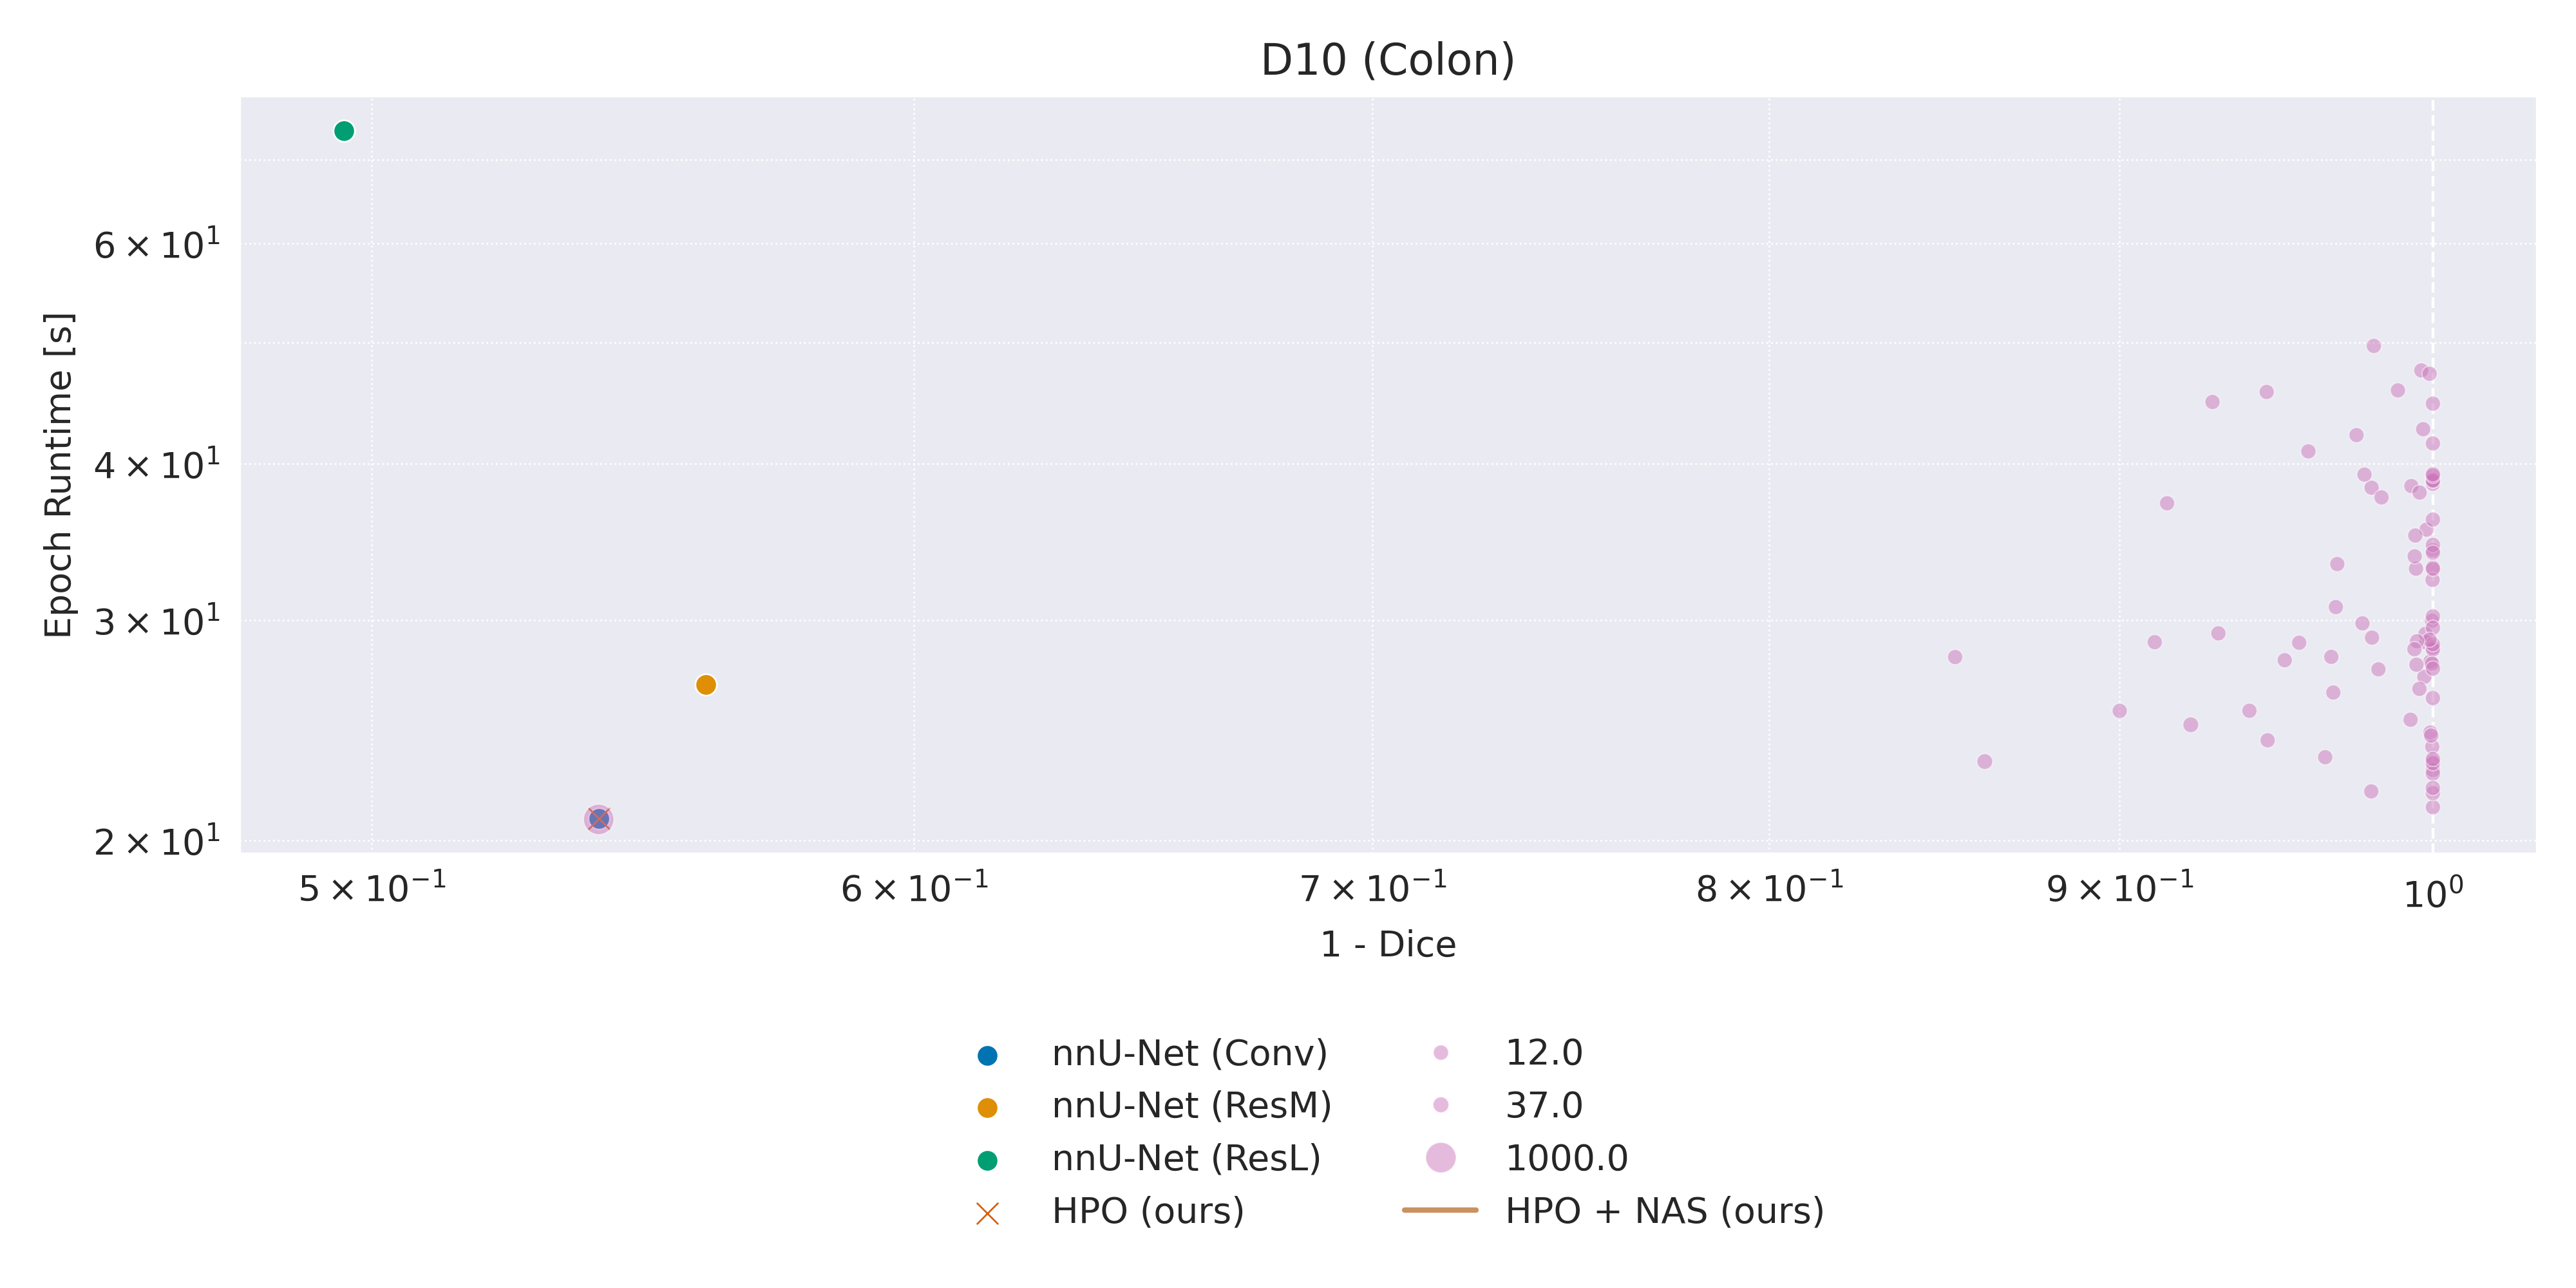 D10 (Colon)
Epoch Runtime [s]
6 × 10¹
4 × 10¹
3 × 10¹
2 × 10¹
5 × 10⁻¹
6 × 10⁻¹
7 × 10⁻¹
8 × 10⁻¹
9 × 10⁻¹
10⁰
1 - Dice
nnU-Net (Conv)
nnU-Net (ResM)
nnU-Net (ResL)
HPO (ours)
12.0
37.0
1000.0
HPO + NAS (ours)